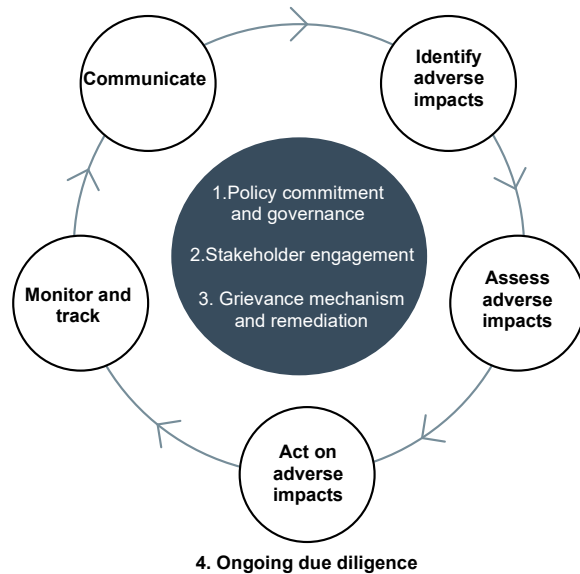 Communicate
Identify
adverse
impacts
1.Policy commitment
and governance
2.Stakeholder engagement
3. Grievance mechanism
and remediation
Assess
adverse
impacts
Act on
adverse
impacts
Monitor and
track
4. Ongoing due diligence